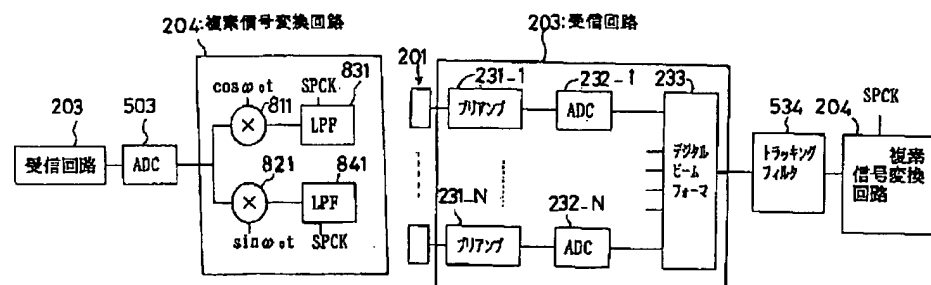 204:複素信号変換回路
203
受信回路
503
ADC
cosω₀t
811
SPCK
831
LPF
821
841
LPF
sinω₀t
SPCK
203:受信回路
201
231-1
プリアンプ
232-1
ADC
233
デジタル
ビーム
フォーマ
231-N
プリアンプ
232-N
ADC
534
トラッキング
フィルタ
204
SPCK
複素
信号変換
回路